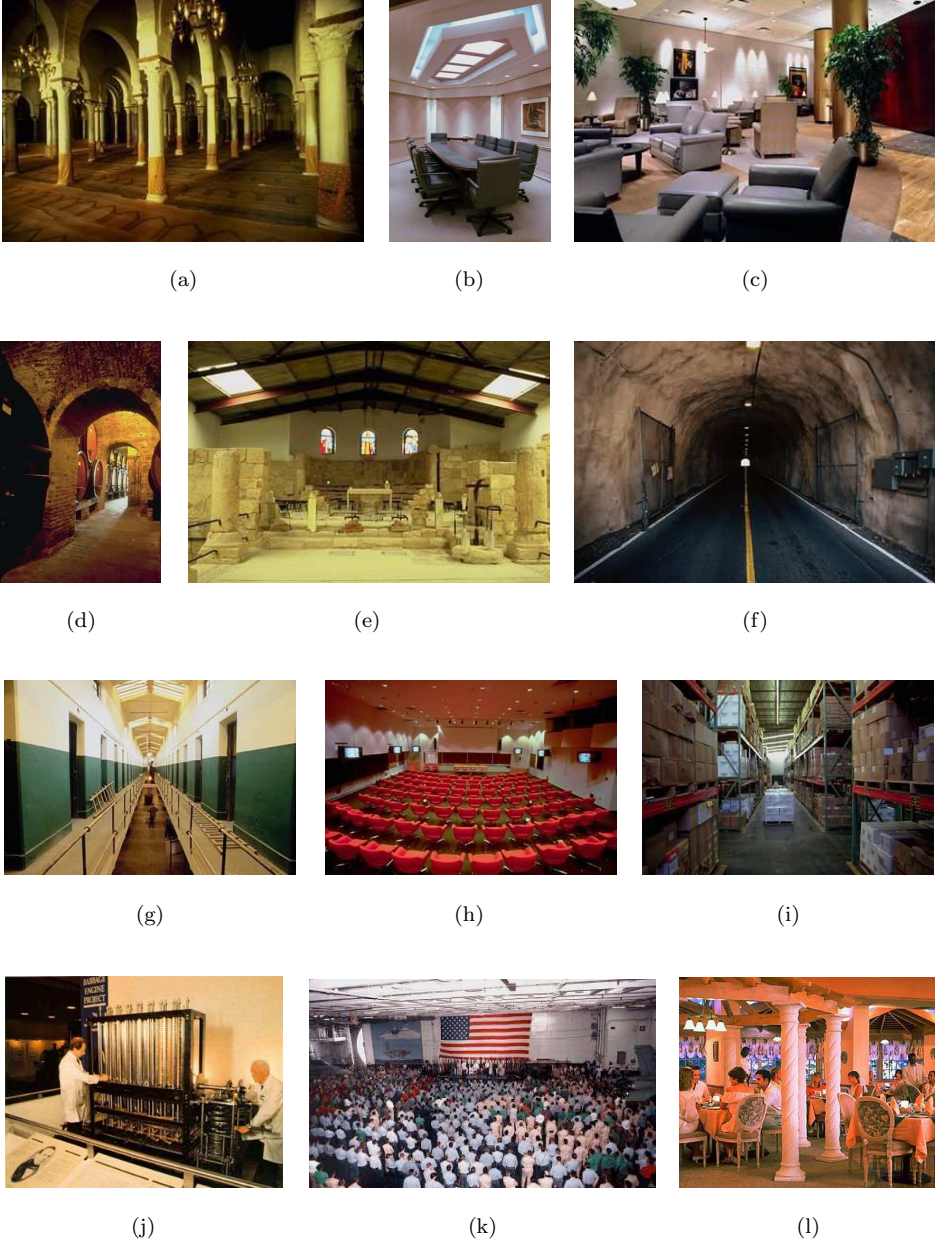 (a)
(b)
(c)
(d)
(e)
(f)
(g)
(h)
(i)
BABBAGE
ENGINE
PROJECT
(j)
(k)
(l)